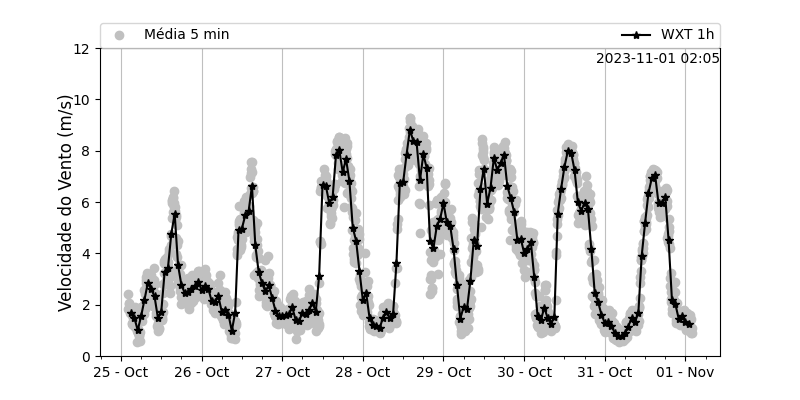 Média 5 min
WXT 1h
2023-11-01 02:05
Velocidade do Vento (m/s)
12
10
8
6
4
2
0
25 - Oct
26 - Oct
27 - Oct
28 - Oct
29 - Oct
30 - Oct
31 - Oct
01 - Nov